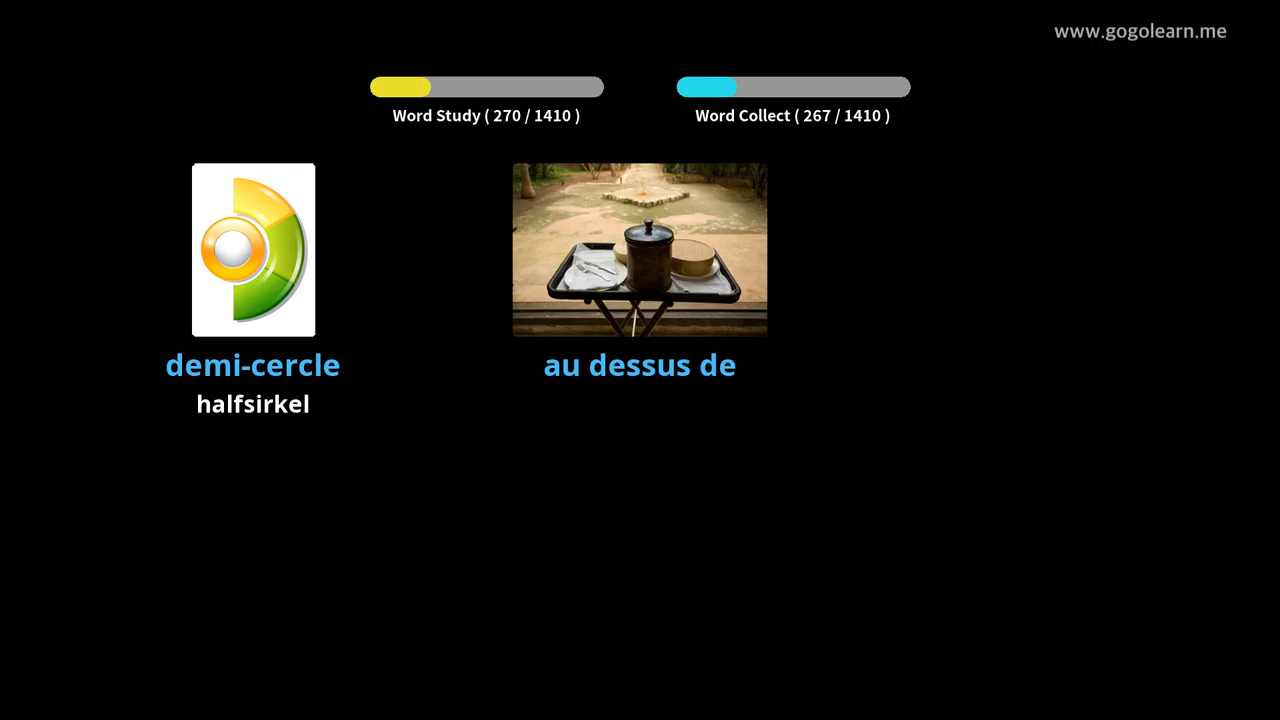 www.gogolearn.me
Word Study ( 270 / 1410 )
Word Collect ( 267 / 1410 )
demi-cercle
halfsirkel
au dessus de